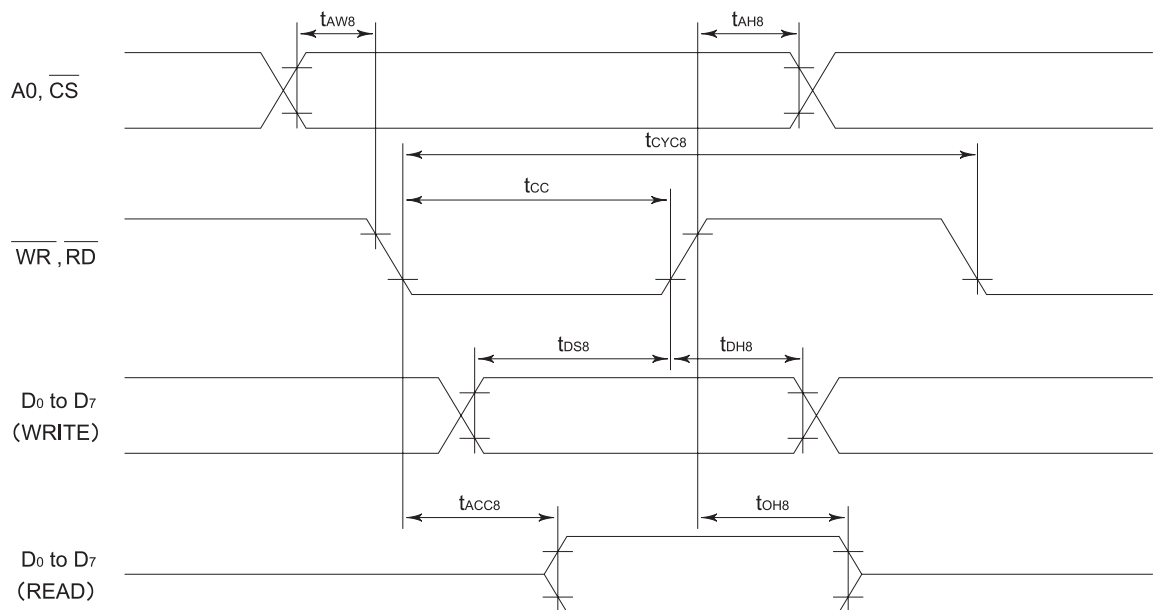 tAW8
tAH8
A0, CS
tCYC8
tCC
WR ,RD
tDS8
tDH8
D0 to D7
(WRITE)
tACC8
tOH8
D0 to D7
(READ)